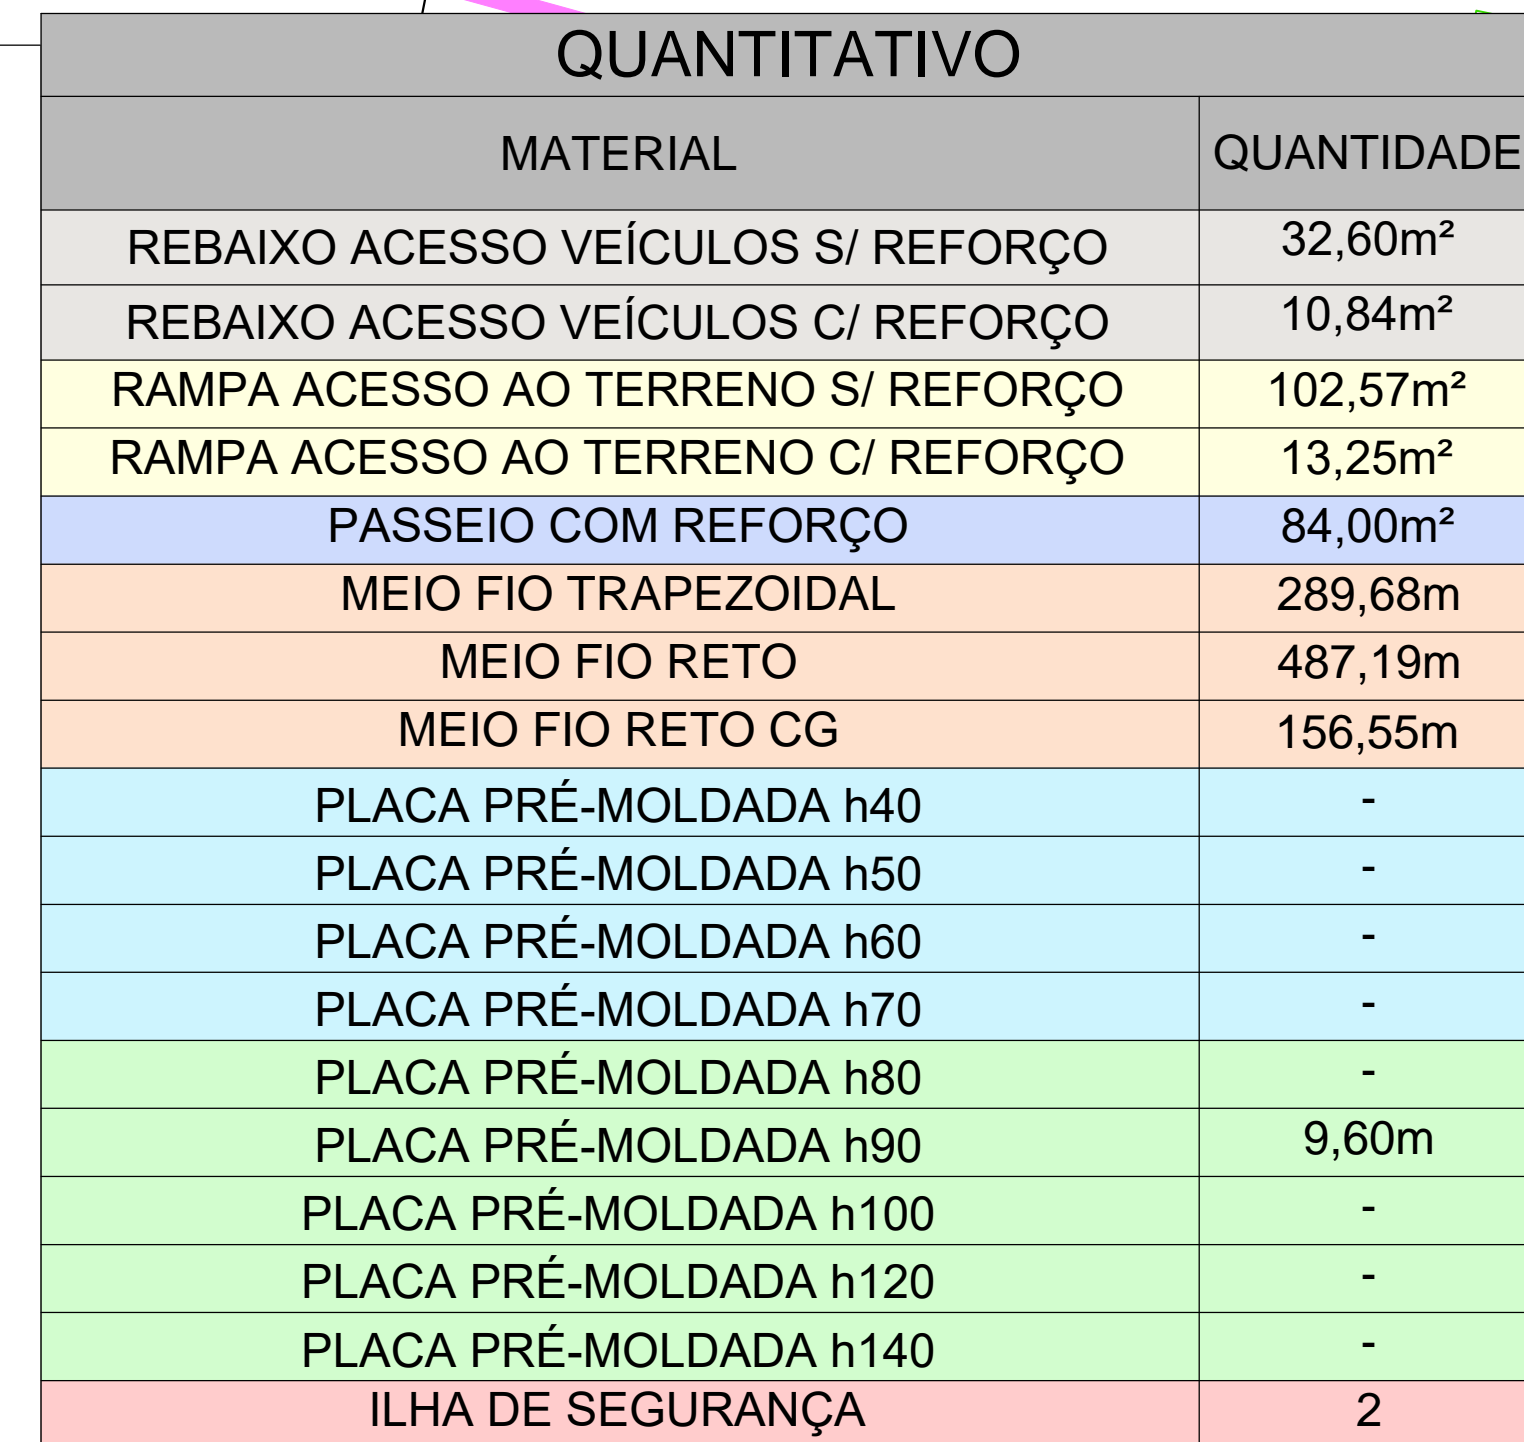 QUANTITATIVO
MATERIAL QUANTIDADE
REBAIXO ACESSO VEÍCULOS S/ REFORÇO 32,60m²
REBAIXO ACESSO VEÍCULOS C/ REFORÇO 10,84m²
RAMPA ACESSO AO TERRENO S/ REFORÇO 102,57m²
RAMPA ACESSO AO TERRENO C/ REFORÇO 13,25m²
PASSEIO COM REFORÇO 84,00m²
MEIO FIO TRAPEZOIDAL 289,68m
MEIO FIO RETO 487,19m
MEIO FIO RETO CG 156,55m
PLACA PRÉ-MOLDADA h40 -
PLACA PRÉ-MOLDADA h50 -
PLACA PRÉ-MOLDADA h60 -
PLACA PRÉ-MOLDADA h70 -
PLACA PRÉ-MOLDADA h80 -
PLACA PRÉ-MOLDADA h90 9,60m
PLACA PRÉ-MOLDADA h100 -
PLACA PRÉ-MOLDADA h120 -
PLACA PRÉ-MOLDADA h140 -
ILHA DE SEGURANÇA 2